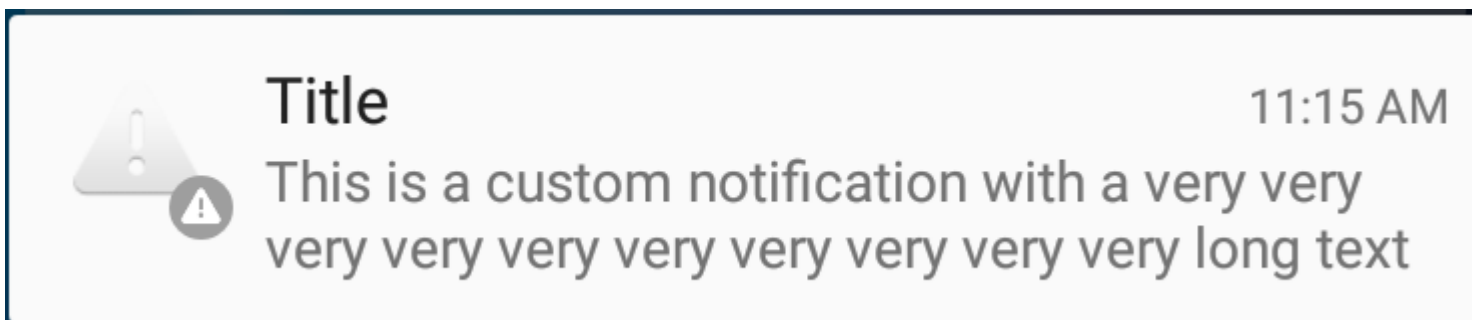 Title
11:15 AM
This is a custom notification with a very very
very very very very very very very very long text